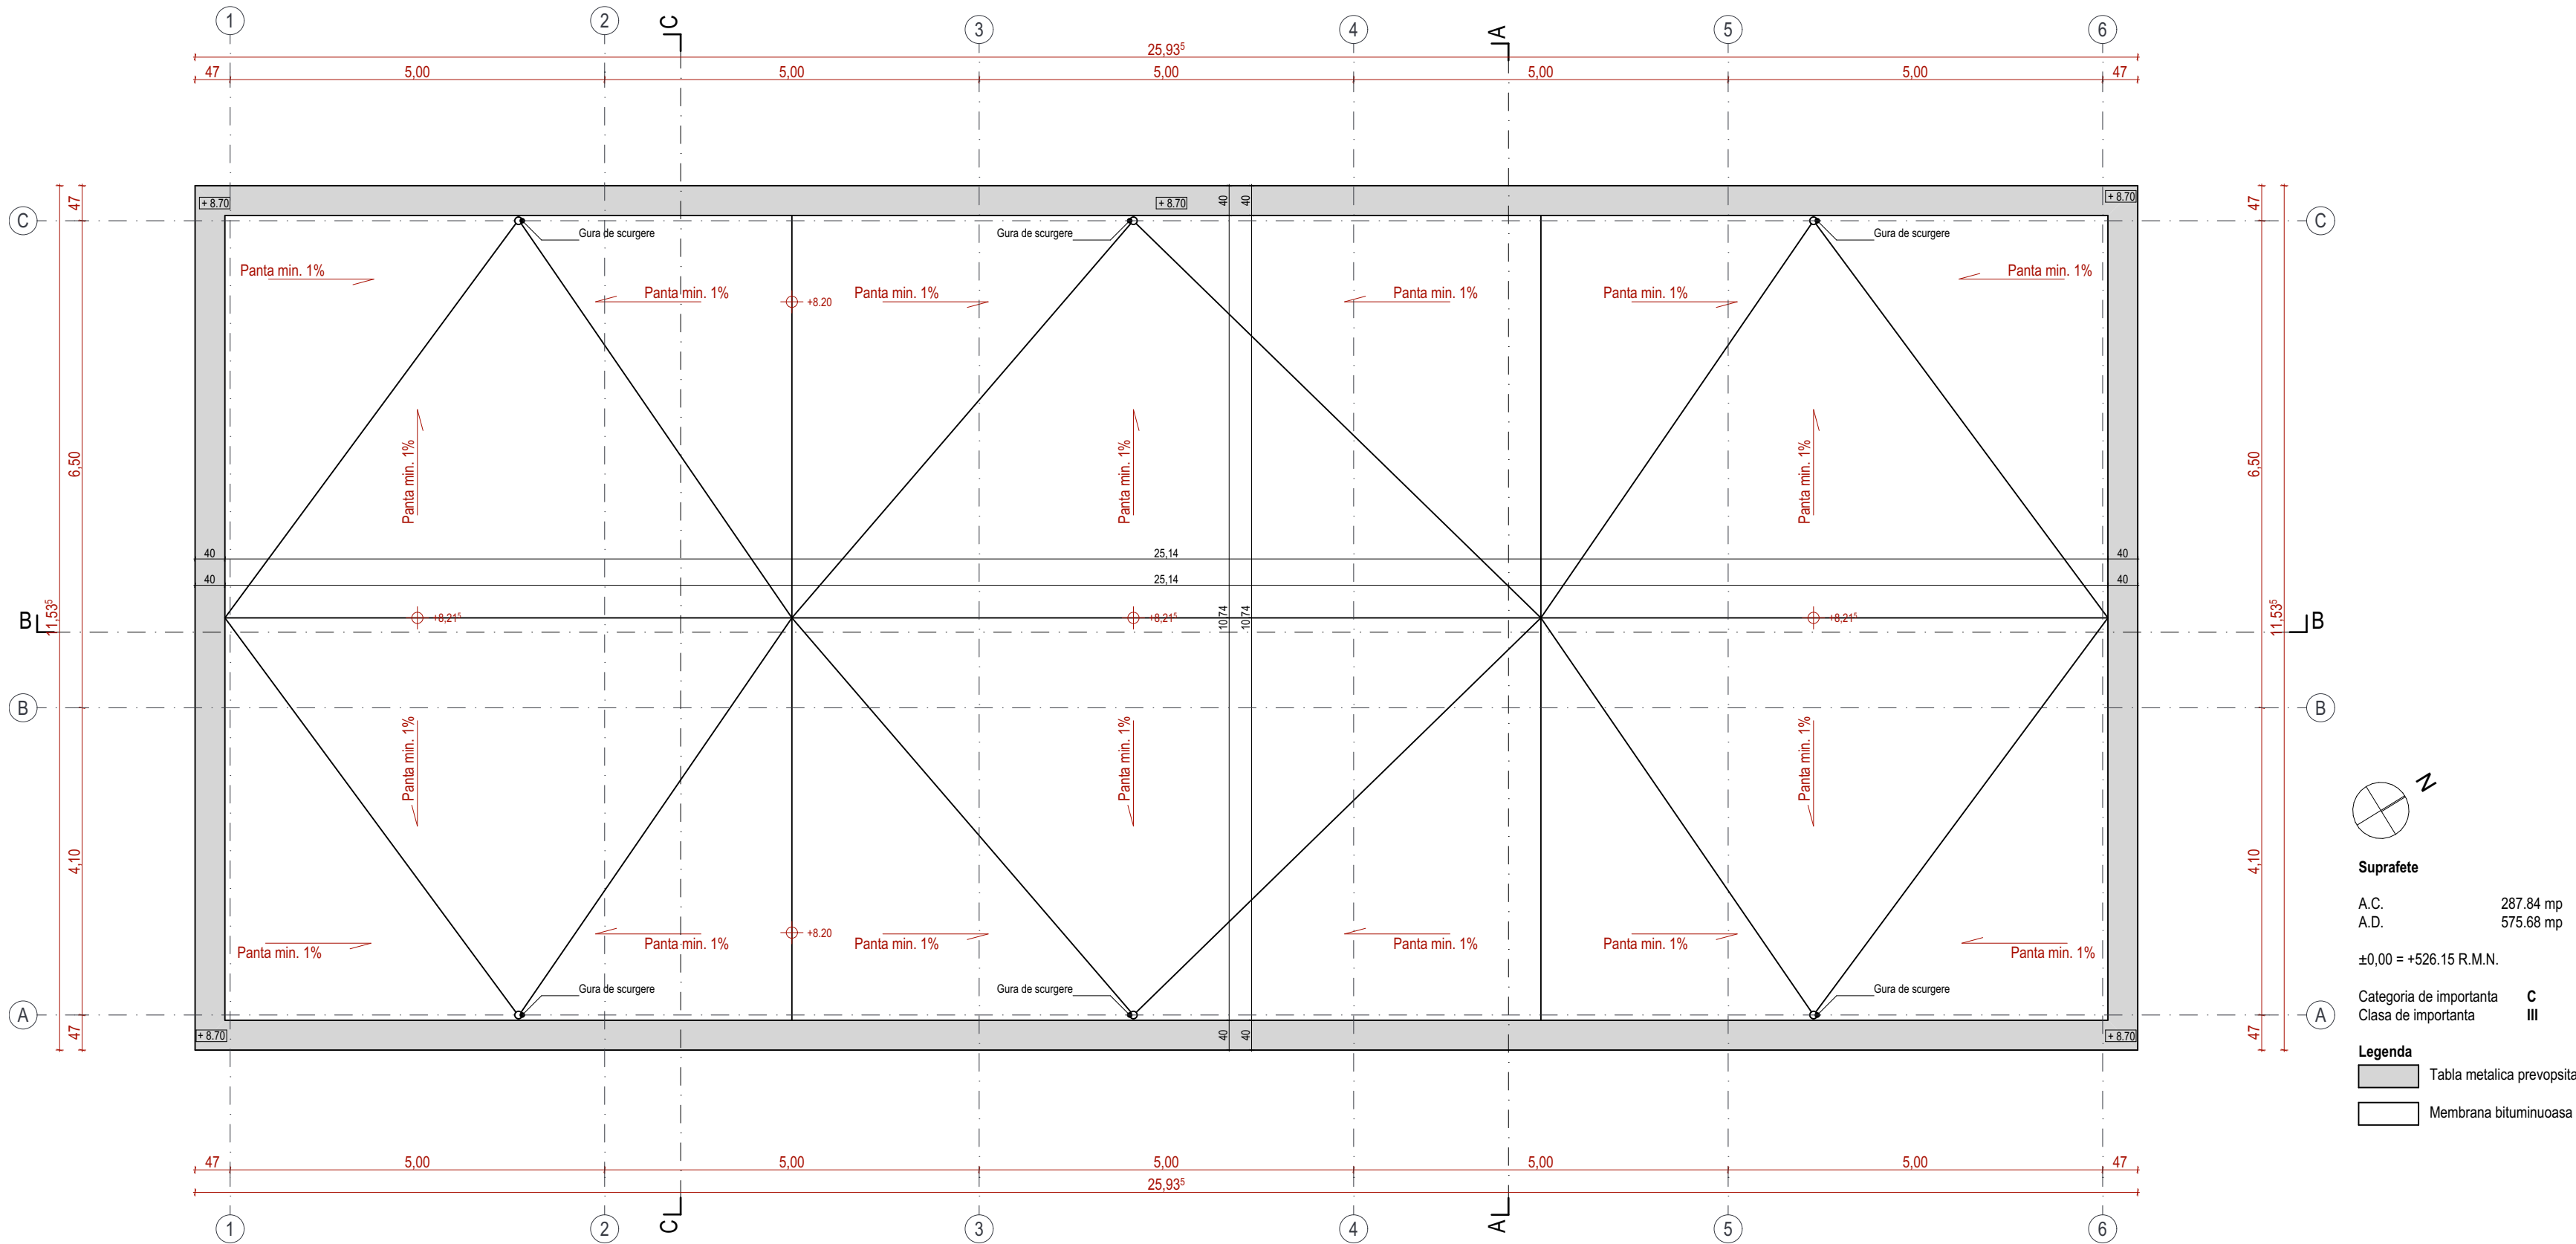 1 2 C 3 4 A 5 6
25,93⁵
47 5,00 5,00 5,00 5,00 5,00 47
47 + 8.70 + 8.70 40 40 + 8.70 47
C C
Gura de scurgere Gura de scurgere Gura de scurgere
Panta min. 1% Panta min. 1%
Panta min. 1% Panta min. 1% Panta min. 1% Panta min. 1%
+8.20
6,50 Panta min. 1% Panta min. 1% Panta min. 1% 6,50
40 25,14 40
40 25,14 40
11,53⁵ +8,21⁵ +8,21⁵ 10,74 10,74 +8,21⁵ 11,53⁵
B B
B B
Panta min. 1% Panta min. 1% Panta min. 1%
4,10 4,10
+8.20
Panta min. 1% Panta min. 1% Panta min. 1% Panta min. 1%
Panta min. 1% Panta min. 1%
Gura de scurgere Gura de scurgere Gura de scurgere
A A
47 + 8.70 40 40 + 8.70 47
47 5,00 5,00 5,00 5,00 5,00 47
25,93⁵
1 2 C 3 4 A 5 6
N
Suprafete
A.C. 287.84 mp
A.D. 575.68 mp
±0,00 = +526.15 R.M.N.
Categoria de importanta C
Clasa de importanta III
Legenda
Tabla metalica prevopsita
Membrana bituminuoasa